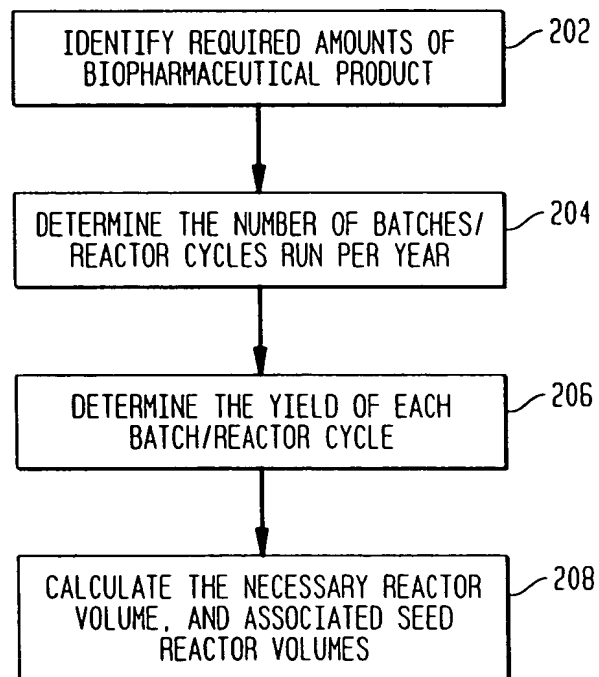 IDENTIFY REQUIRED AMOUNTS OF
BIOPHARMACEUTICAL PRODUCT
202
DETERMINE THE NUMBER OF BATCHES/
REACTOR CYCLES RUN PER YEAR
204
DETERMINE THE YIELD OF EACH
BATCH/REACTOR CYCLE
206
CALCULATE THE NECESSARY REACTOR
VOLUME, AND ASSOCIATED SEED
REACTOR VOLUMES
208